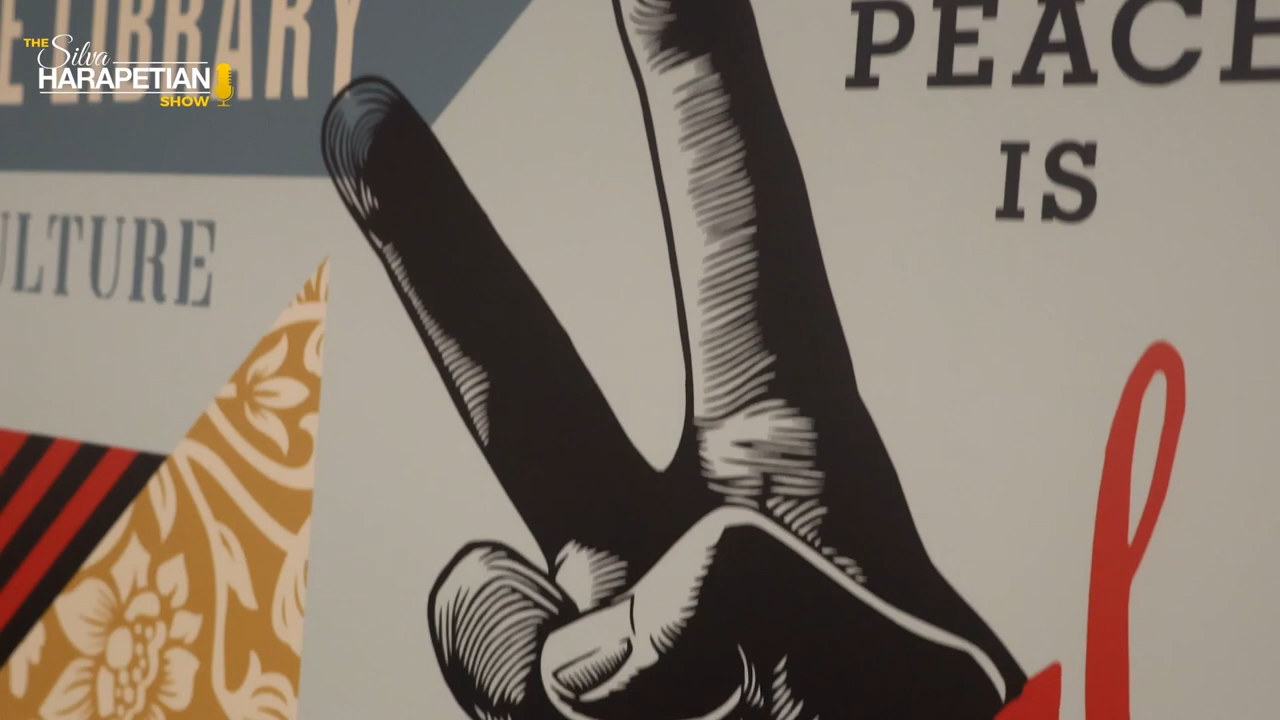 THE Silva
HARAPETIAN
SHOW
E LIBRARY
ULTURE
PEACE
IS